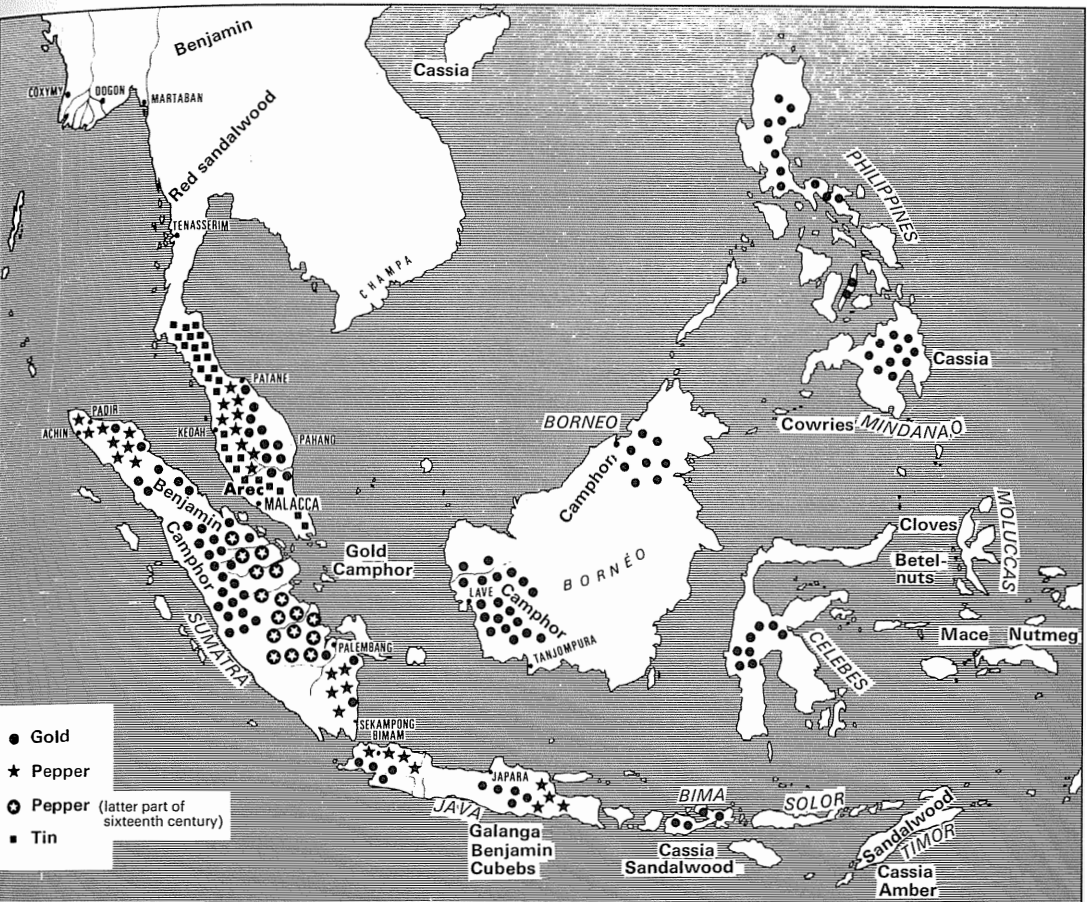 Benjamin
Cassia
COXYMY
DOGON
MARTABAN
Red sandalwood
TENASSERIM
CHAMPA
PHILIPPINES
PATANE
Cassia
PADIR
ACHIN
KEDAH
PAHANG
BORNEO
Cowries
MINDANAO
Camphor
Arec
MALACCA
Benjamin
Camphor
Gold
Camphor
Cloves
MOLUCCAS
Betel-
nuts
BORNÉO
LAVE
Camphor
TANJOMPURA
Mace
Nutmeg
CELEBES
SUMATRA
PALEMBANG
SEKAMPONG
BIMAM
Gold
Pepper
Pepper (latter part of
sixteenth century)
Tin
JAPARA
JAVA
Galanga
Benjamin
Cubebs
BIMA
SOLOR
Cassia
Sandalwood
Sandalwood
TIMOR
Cassia
Amber